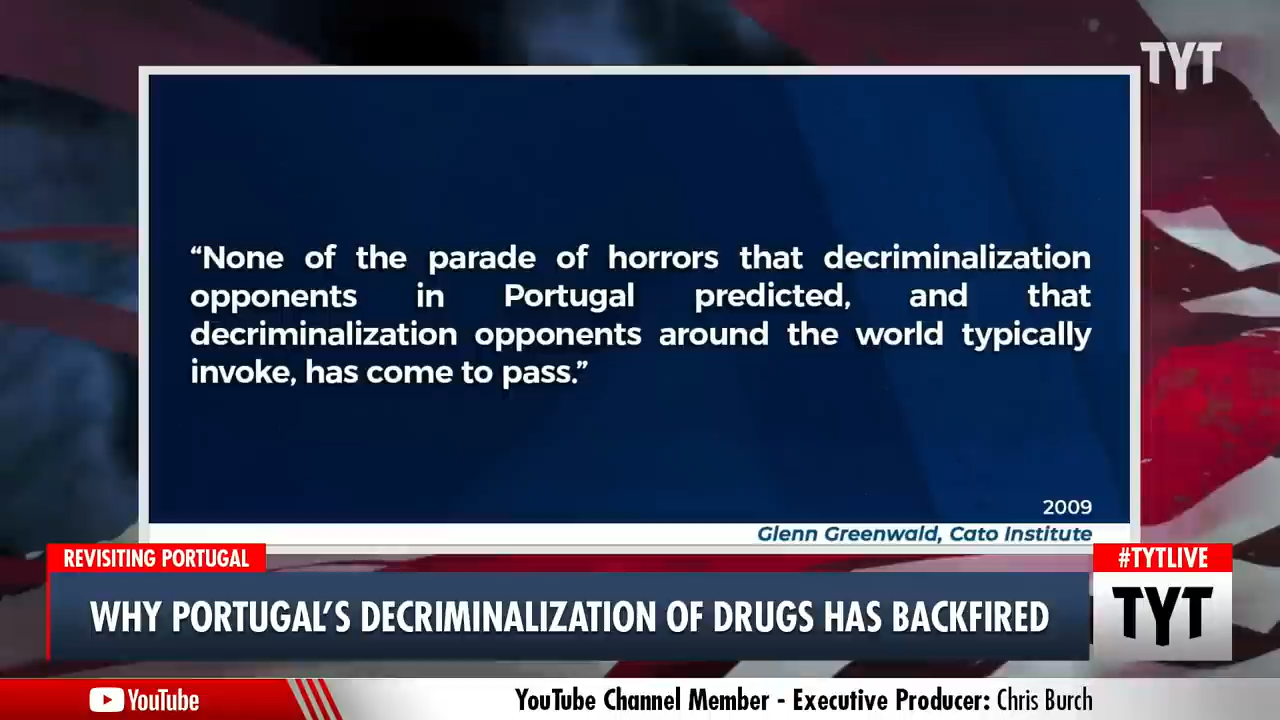 TYT
“None of the parade of horrors that decriminalization
opponents in Portugal predicted, and that
decriminalization opponents around the world typically
invoke, has come to pass.”
2009
Glenn Greenwald, Cato Institute
REVISITING PORTUGAL
#TYTLIVE
WHY PORTUGAL’S DECRIMINALIZATION OF DRUGS HAS BACKFIRED
TYT
YouTube
YouTube Channel Member - Executive Producer: Chris Burch